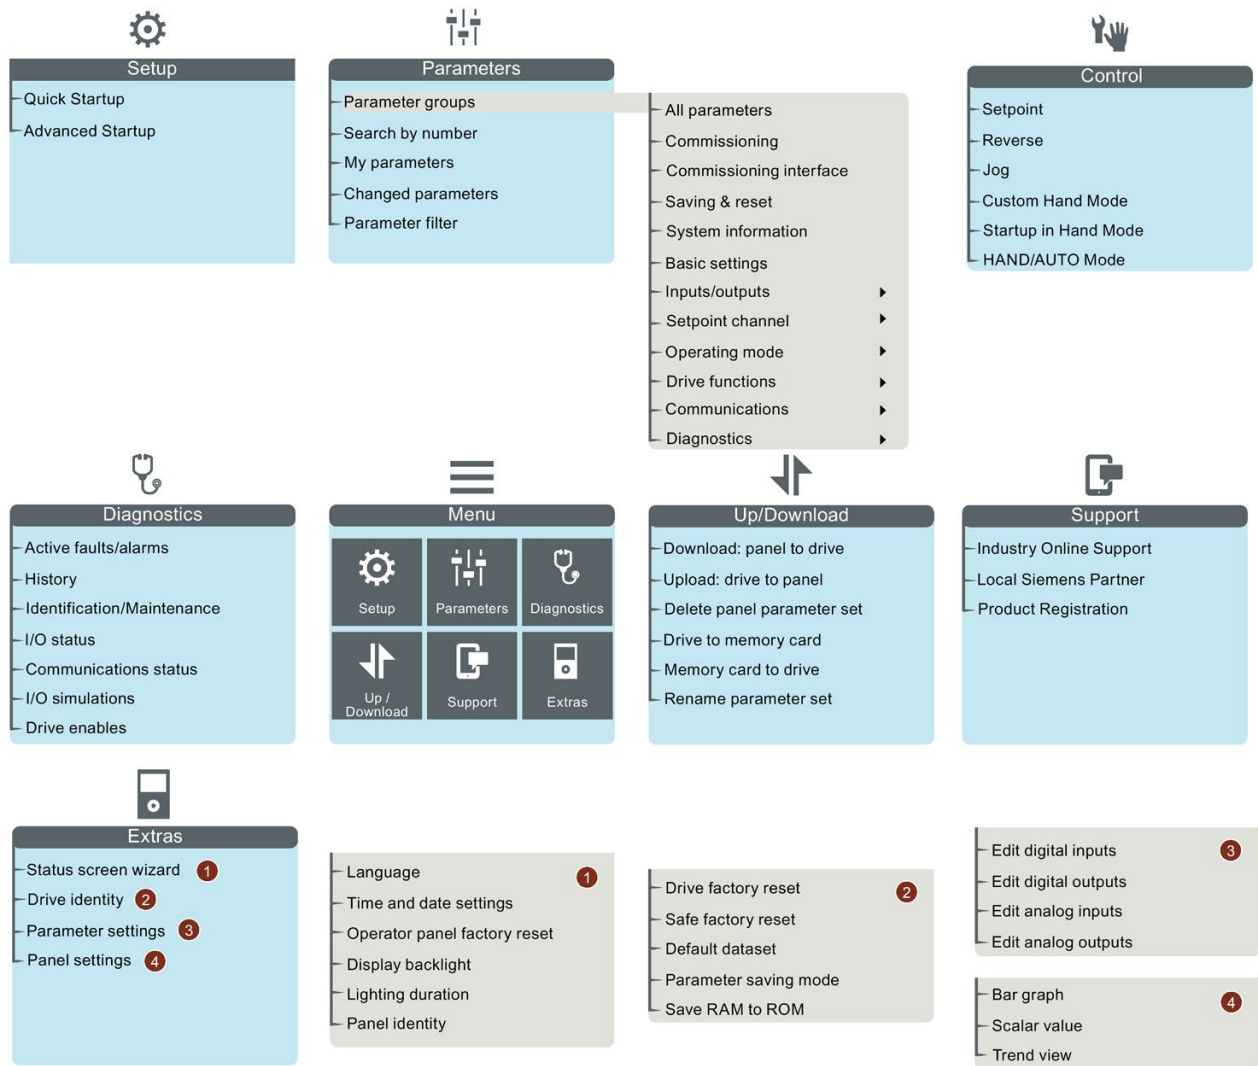 Setup
Quick Startup
Advanced Startup
Parameters
Parameter groups
Search by number
My parameters
Changed parameters
Parameter filter
All parameters
Commissioning
Commissioning interface
Saving & reset
System information
Basic settings
Inputs/outputs
Setpoint channel
Operating mode
Drive functions
Communications
Diagnostics
Control
Setpoint
Reverse
Jog
Custom Hand Mode
Startup in Hand Mode
HAND/AUTO Mode
Diagnostics
Active faults/alarms
History
Identification/Maintenance
I/O status
Communications status
I/O simulations
Drive enables
Menu
Setup
Parameters
Diagnostics
Up /
Download
Support
Extras
Up/Download
Download: panel to drive
Upload: drive to panel
Delete panel parameter set
Drive to memory card
Memory card to drive
Rename parameter set
Support
Industry Online Support
Local Siemens Partner
Product Registration
Extras
Status screen wizard 1
Drive identity 2
Parameter settings 3
Panel settings 4
Language 1
Time and date settings
Operator panel factory reset
Display backlight
Lighting duration
Panel identity
Drive factory reset 2
Safe factory reset
Default dataset
Parameter saving mode
Save RAM to ROM
Edit digital inputs 3
Edit digital outputs
Edit analog inputs
Edit analog outputs
Bar graph 4
Scalar value
Trend view